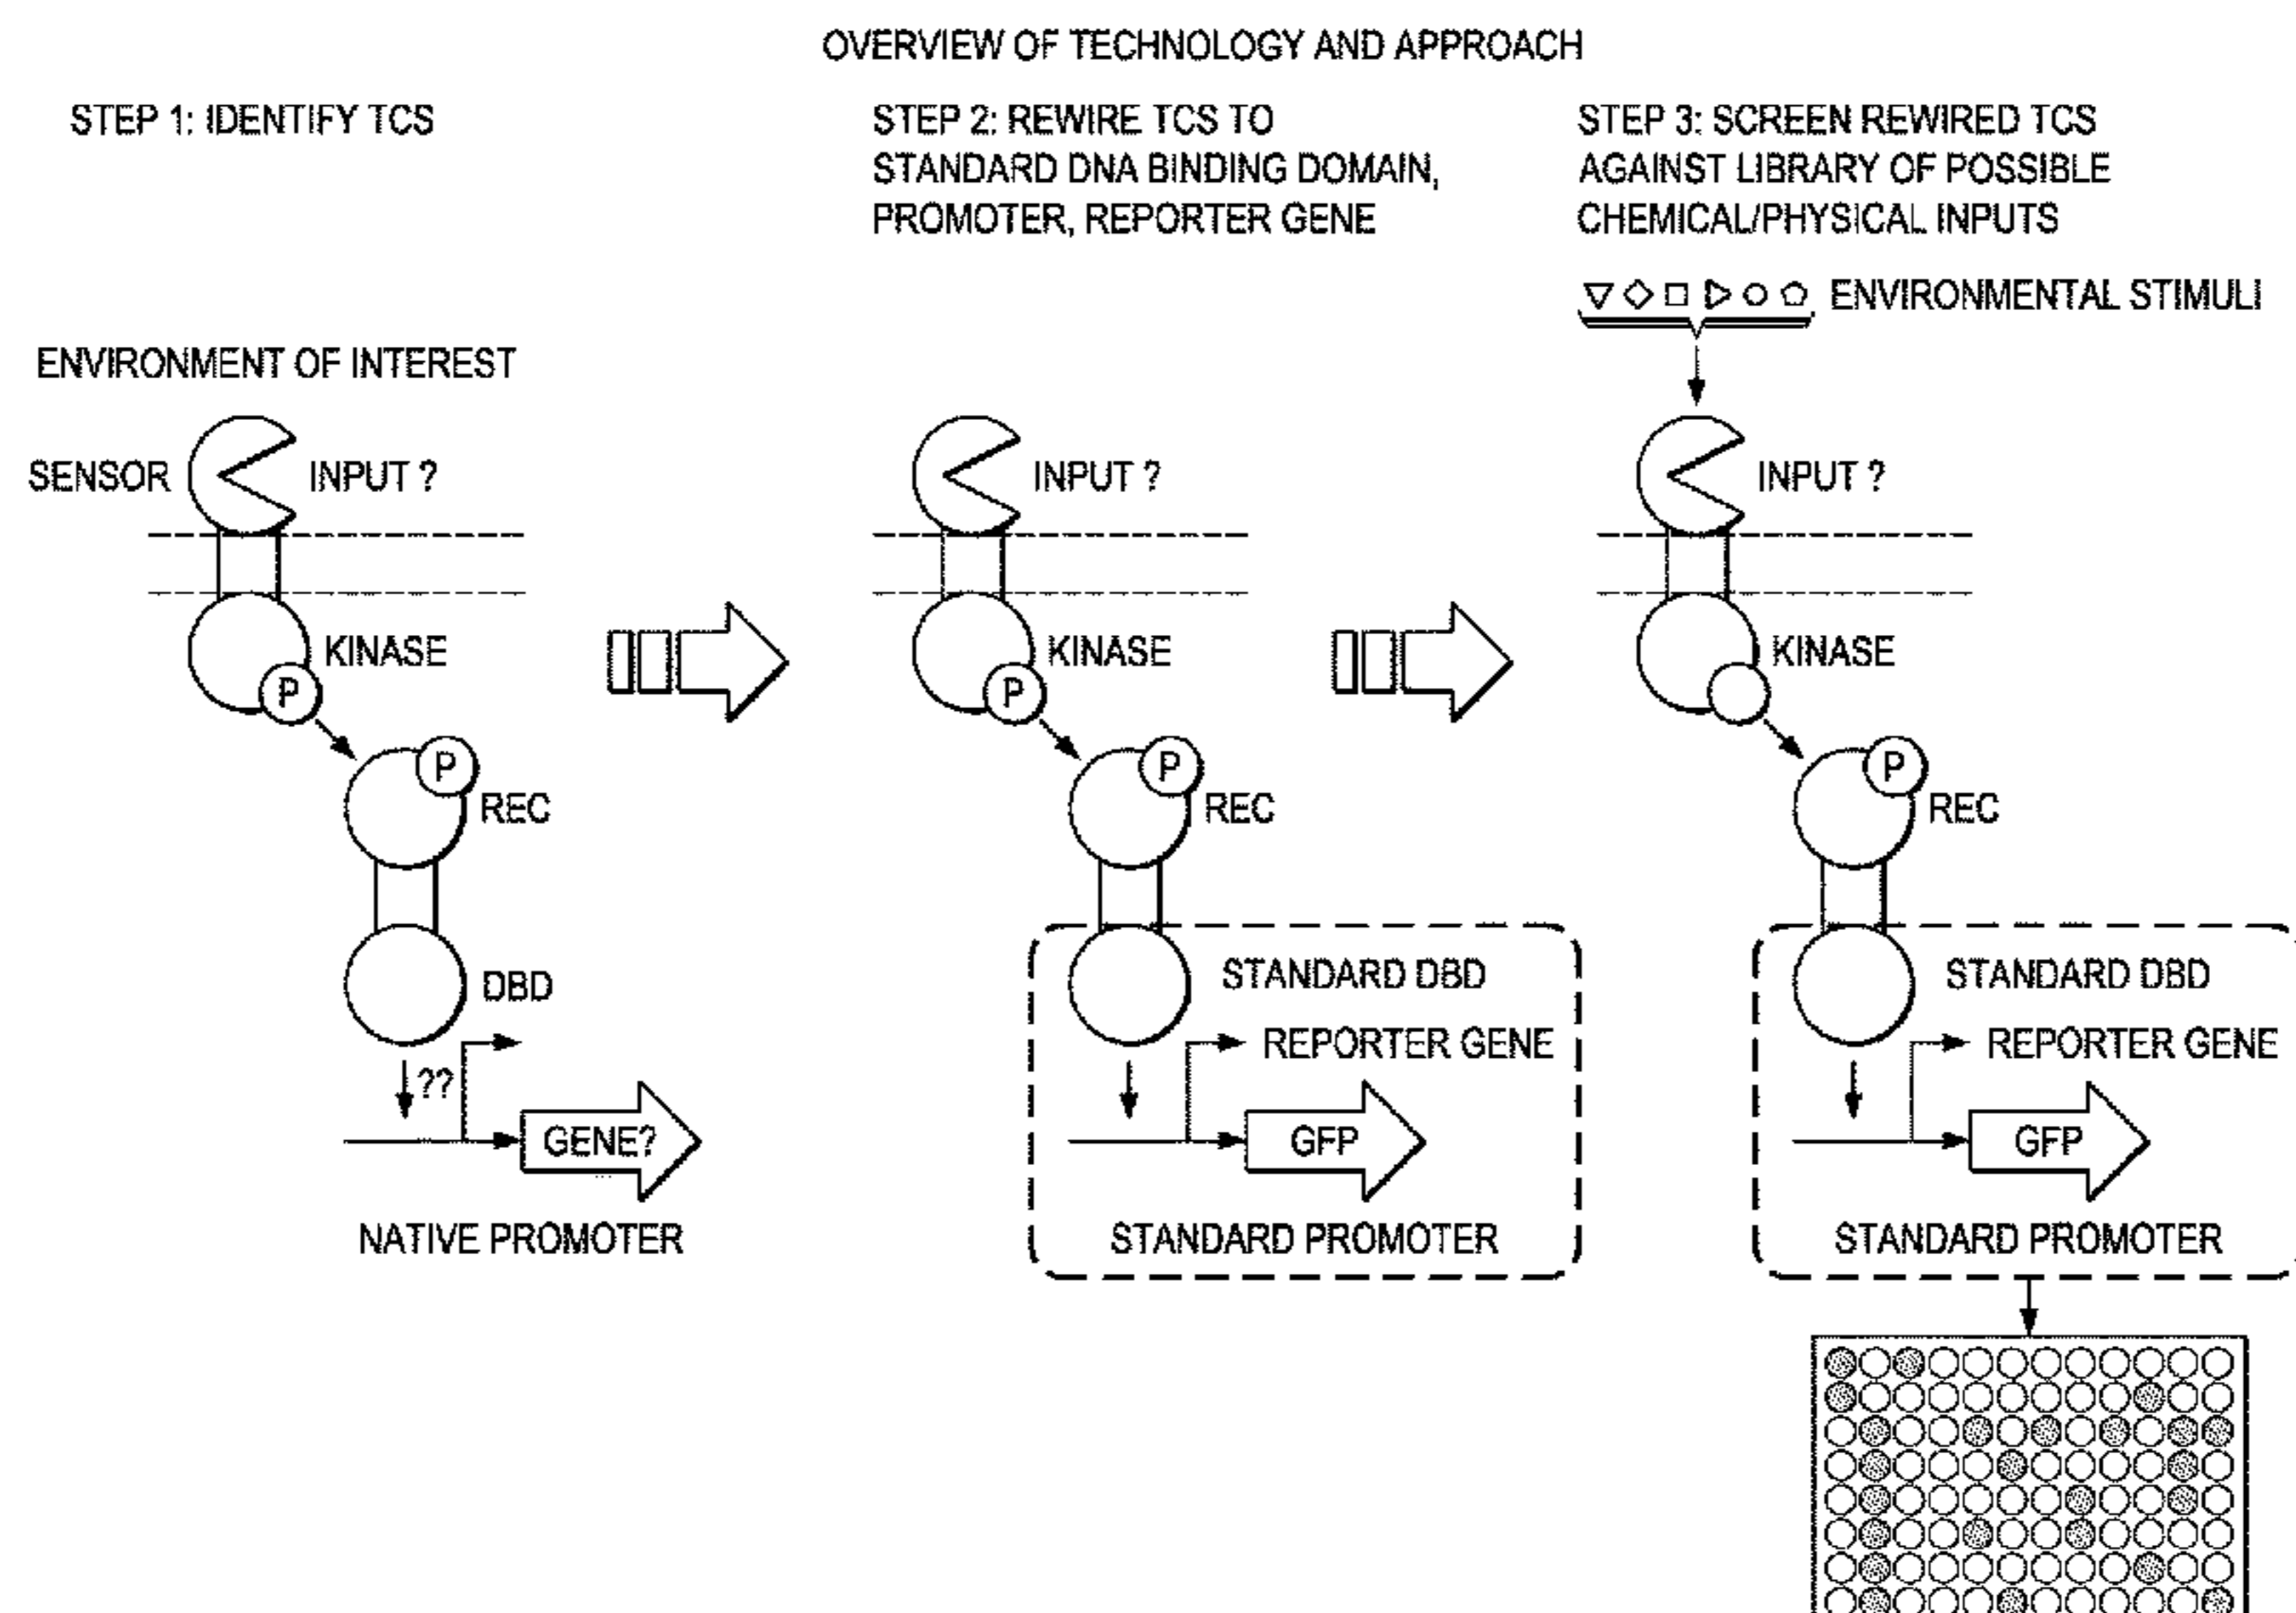 OVERVIEW OF TECHNOLOGY AND APPROACH
STEP 1: IDENTIFY TCS
STEP 2: REWIRE TCS TO
STANDARD DNA BINDING DOMAIN,
PROMOTER, REPORTER GENE
STEP 3: SCREEN REWIRED TCS
AGAINST LIBRARY OF POSSIBLE
CHEMICAL/PHYSICAL INPUTS
ENVIRONMENTAL STIMULI
ENVIRONMENT OF INTEREST
SENSOR
INPUT ?
KINASE
P
P
REC
DBD
??
GENE?
NATIVE PROMOTER
INPUT ?
KINASE
P
P
REC
STANDARD DBD
REPORTER GENE
GFP
STANDARD PROMOTER
INPUT ?
KINASE
P
REC
STANDARD DBD
REPORTER GENE
GFP
STANDARD PROMOTER